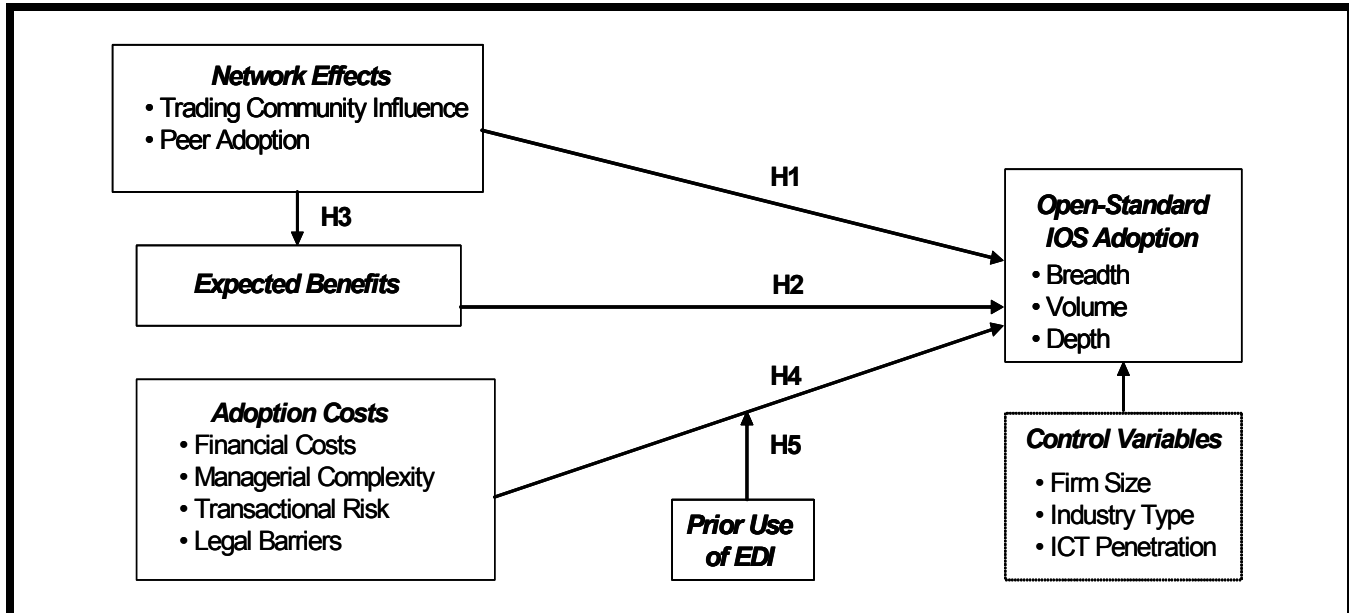 Network Effects
• Trading Community Influence
• Peer Adoption
H1
H3
Expected Benefits
H2
Open-Standard
IOS Adoption
• Breadth
• Volume
• Depth
Adoption Costs
• Financial Costs
• Managerial Complexity
• Transactional Risk
• Legal Barriers
H4
H5
Prior Use
of EDI
Control Variables
• Firm Size
• Industry Type
• ICT Penetration